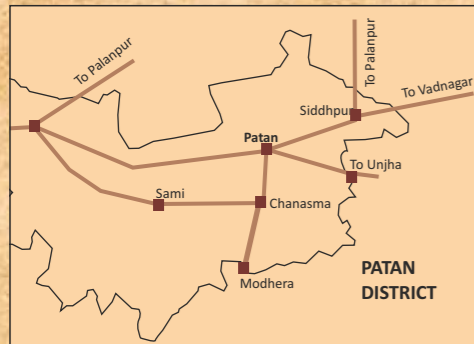 To Palanpur
To Palanpur
To Vadnagar
Siddhpur
Patan
To Unjha
Sami
Chanasma
Modhera
PATAN
DISTRICT